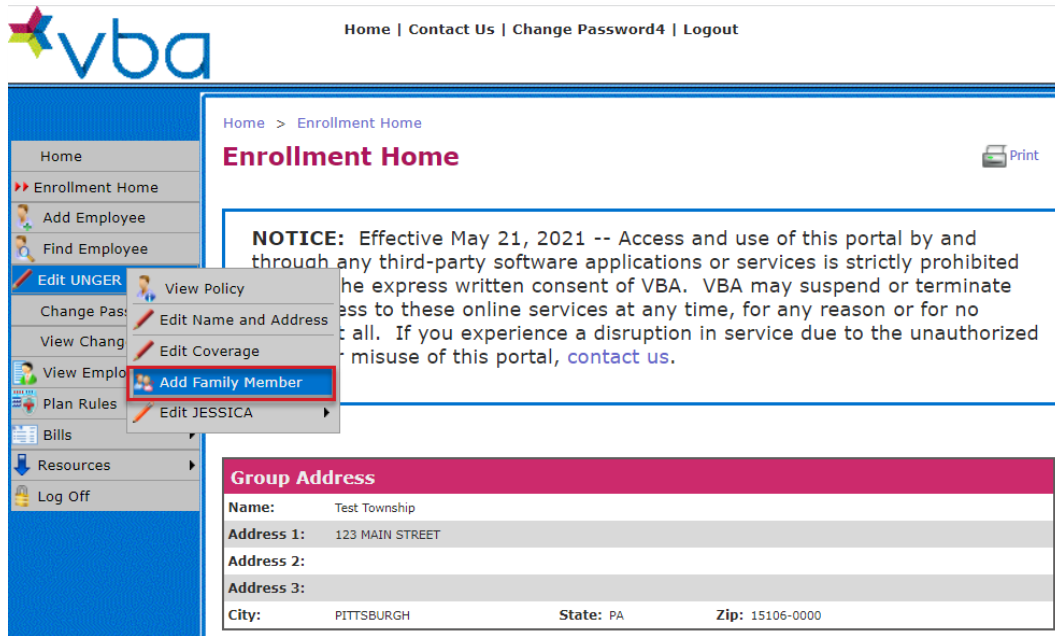 vba
Home | Contact Us | Change Password4 | Logout
Home > Enrollment Home
Enrollment Home
Print
Home
Enrollment Home
Add Employee
Find Employee
Edit UNGER
Change Pas
View Chang
View Emplo
Plan Rules
Bills
Resources
Log Off
View Policy
Edit Name and Address
Edit Coverage
Add Family Member
Edit JESSICA
NOTICE: Effective May 21, 2021 -- Access and use of this portal by and
through any third-party software applications or services is strictly prohibited
he express written consent of VBA. VBA may suspend or terminate
ess to these online services at any time, for any reason or for no
t all. If you experience a disruption in service due to the unauthorized
r misuse of this portal, contact us.
Group Address
Name: Test Township
Address 1: 123 MAIN STREET
Address 2:
Address 3:
City: PITTSBURGH State: PA Zip: 15106-0000